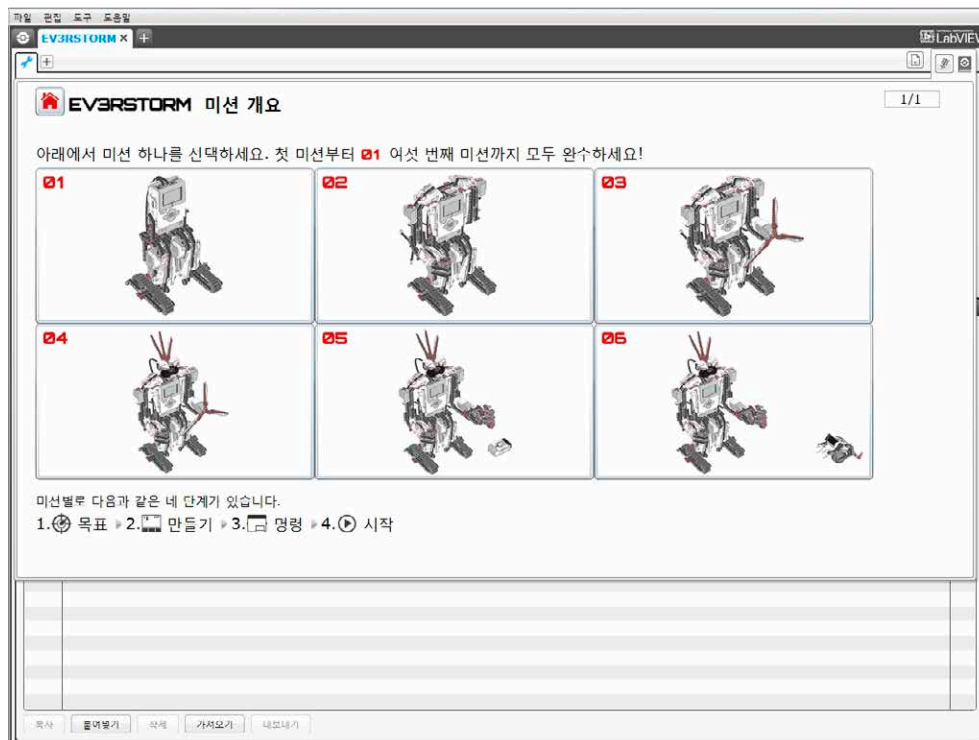 파일 편집 도구 도움말
EV3RSTORM × +
LabVIEW
+
EV3RSTORM 미션 개요
1/1
아래에서 미션 하나를 선택하세요. 첫 미션부터 01 여섯 번째 미션까지 모두 완수하세요!
01 02 03
04 05 06
미션별로 다음과 같은 네 단계가 있습니다.
1. 목표 2. 만들기 3. 명령 4. 시작
복사 붙여넣기 삭제 가져오기 내보내기